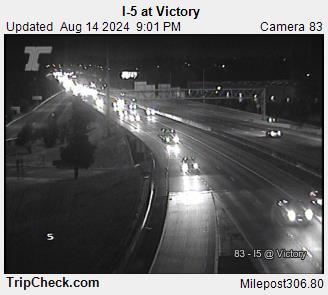 I-5 at Victory
Updated Aug 14 2024 9:01 PM Camera 83
T
S
83 - I5 @ Victory
TripCheck.com Milepost306.80